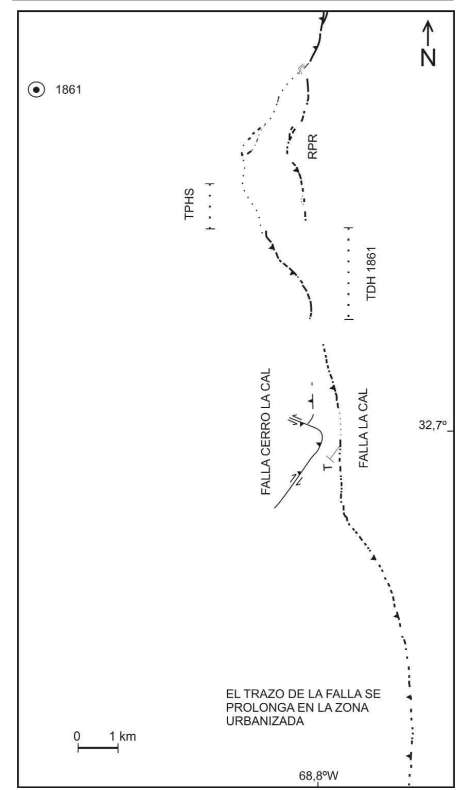 N
1861
RPR
TPHS
TDH 1861
FALLA CERRO LA CAL
FALLA LA CAL
T
32,7º
EL TRAZO DE LA FALLA SE
PROLONGA EN LA ZONA
URBANIZADA
0 1 km
68,8ºW